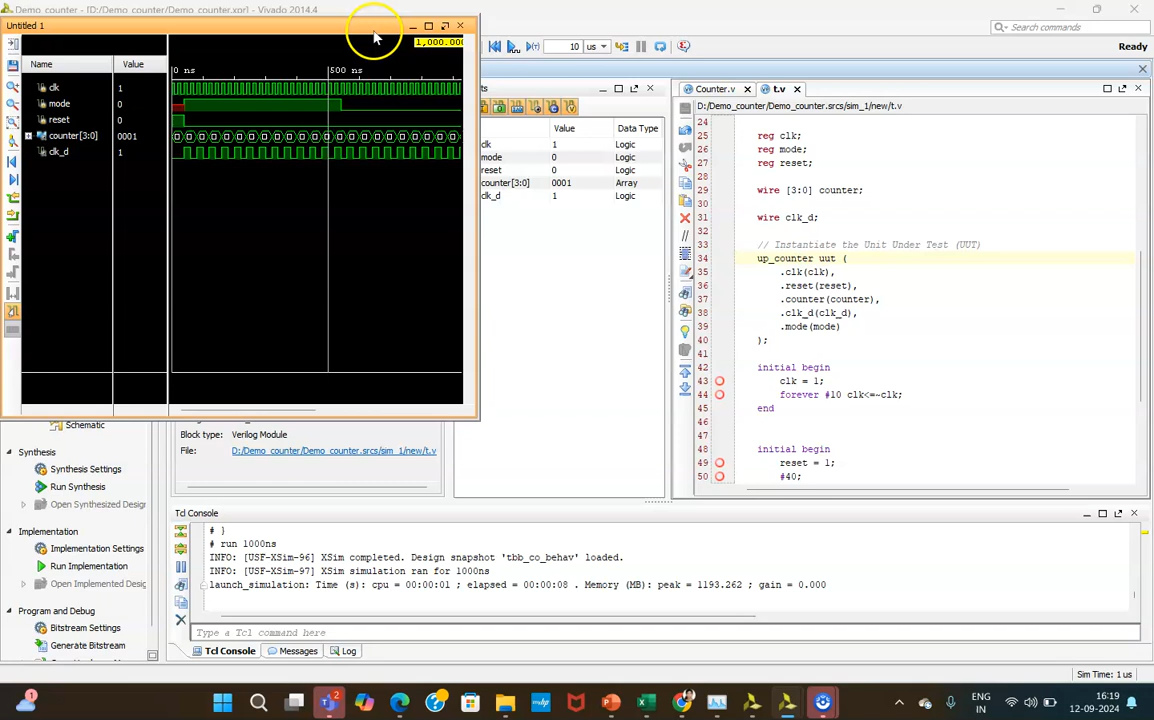 Demo_counter - [D:/Demo_counter/Demo_counter.xpr] - Vivado 2014.4
Untitled 1
Search commands
1,000.000
10 us
Ready
Name Value
0 ns
500 ns
clk 1
mode 0
reset 0
counter[3:0] 0001
clk_d 1
Value Data Type
clk 1 Logic
mode 0 Logic
reset 0 Logic
counter[3:0] 0001 Array
clk_d 1 Logic
Counter.v
t.v
D:/Demo_counter/Demo_counter.srcs/sim_1/new/t.v
24
25 reg clk;
26 mode;
reg mode;
28 reg reset;
29 wire [3:0] counter;
30
31 wire clk_d;
32
33 // Instantiate the Unit Under Test (UUT)
34 up_counter uut (
35 .clk(clk),
36 .reset(reset),
37 .counter(counter),
38 .clk_d(clk_d),
39 .mode(mode)
40 );
41
42 initial begin
43 clk = 1;
44 forever #10 clk<=~clk;
45 end
46
48 initial begin
49 reset = 1;
50 #40;
Schematic
Synthesis
Synthesis Settings
Run Synthesis
Open Synthesized Design
Implementation
Implementation Settings
Run Implementation
Open Implemented Design
Program and Debug
Bitstream Settings
Generate Bitstream
Block type: Verilog Module
File: D:/Demo_counter/Demo_counter.srcs/sim_1/new/t.v
Tcl Console
# }
# run 1000ns
INFO: [USF-XSim-96] XSim completed. Design snapshot 'tbb_co_behav' loaded.
INFO: [USF-XSim-97] XSim simulation ran for 1000ns
launch_simulation: Time (s): cpu = 00:00:01 ; elapsed = 00:00:08 . Memory (MB): peak = 1193.262 ; gain = 0.000
Type a Tcl command here
Tcl Console Messages Log
Sim Time: 1 us
1
2
ENG
IN
16:19
12-09-2024